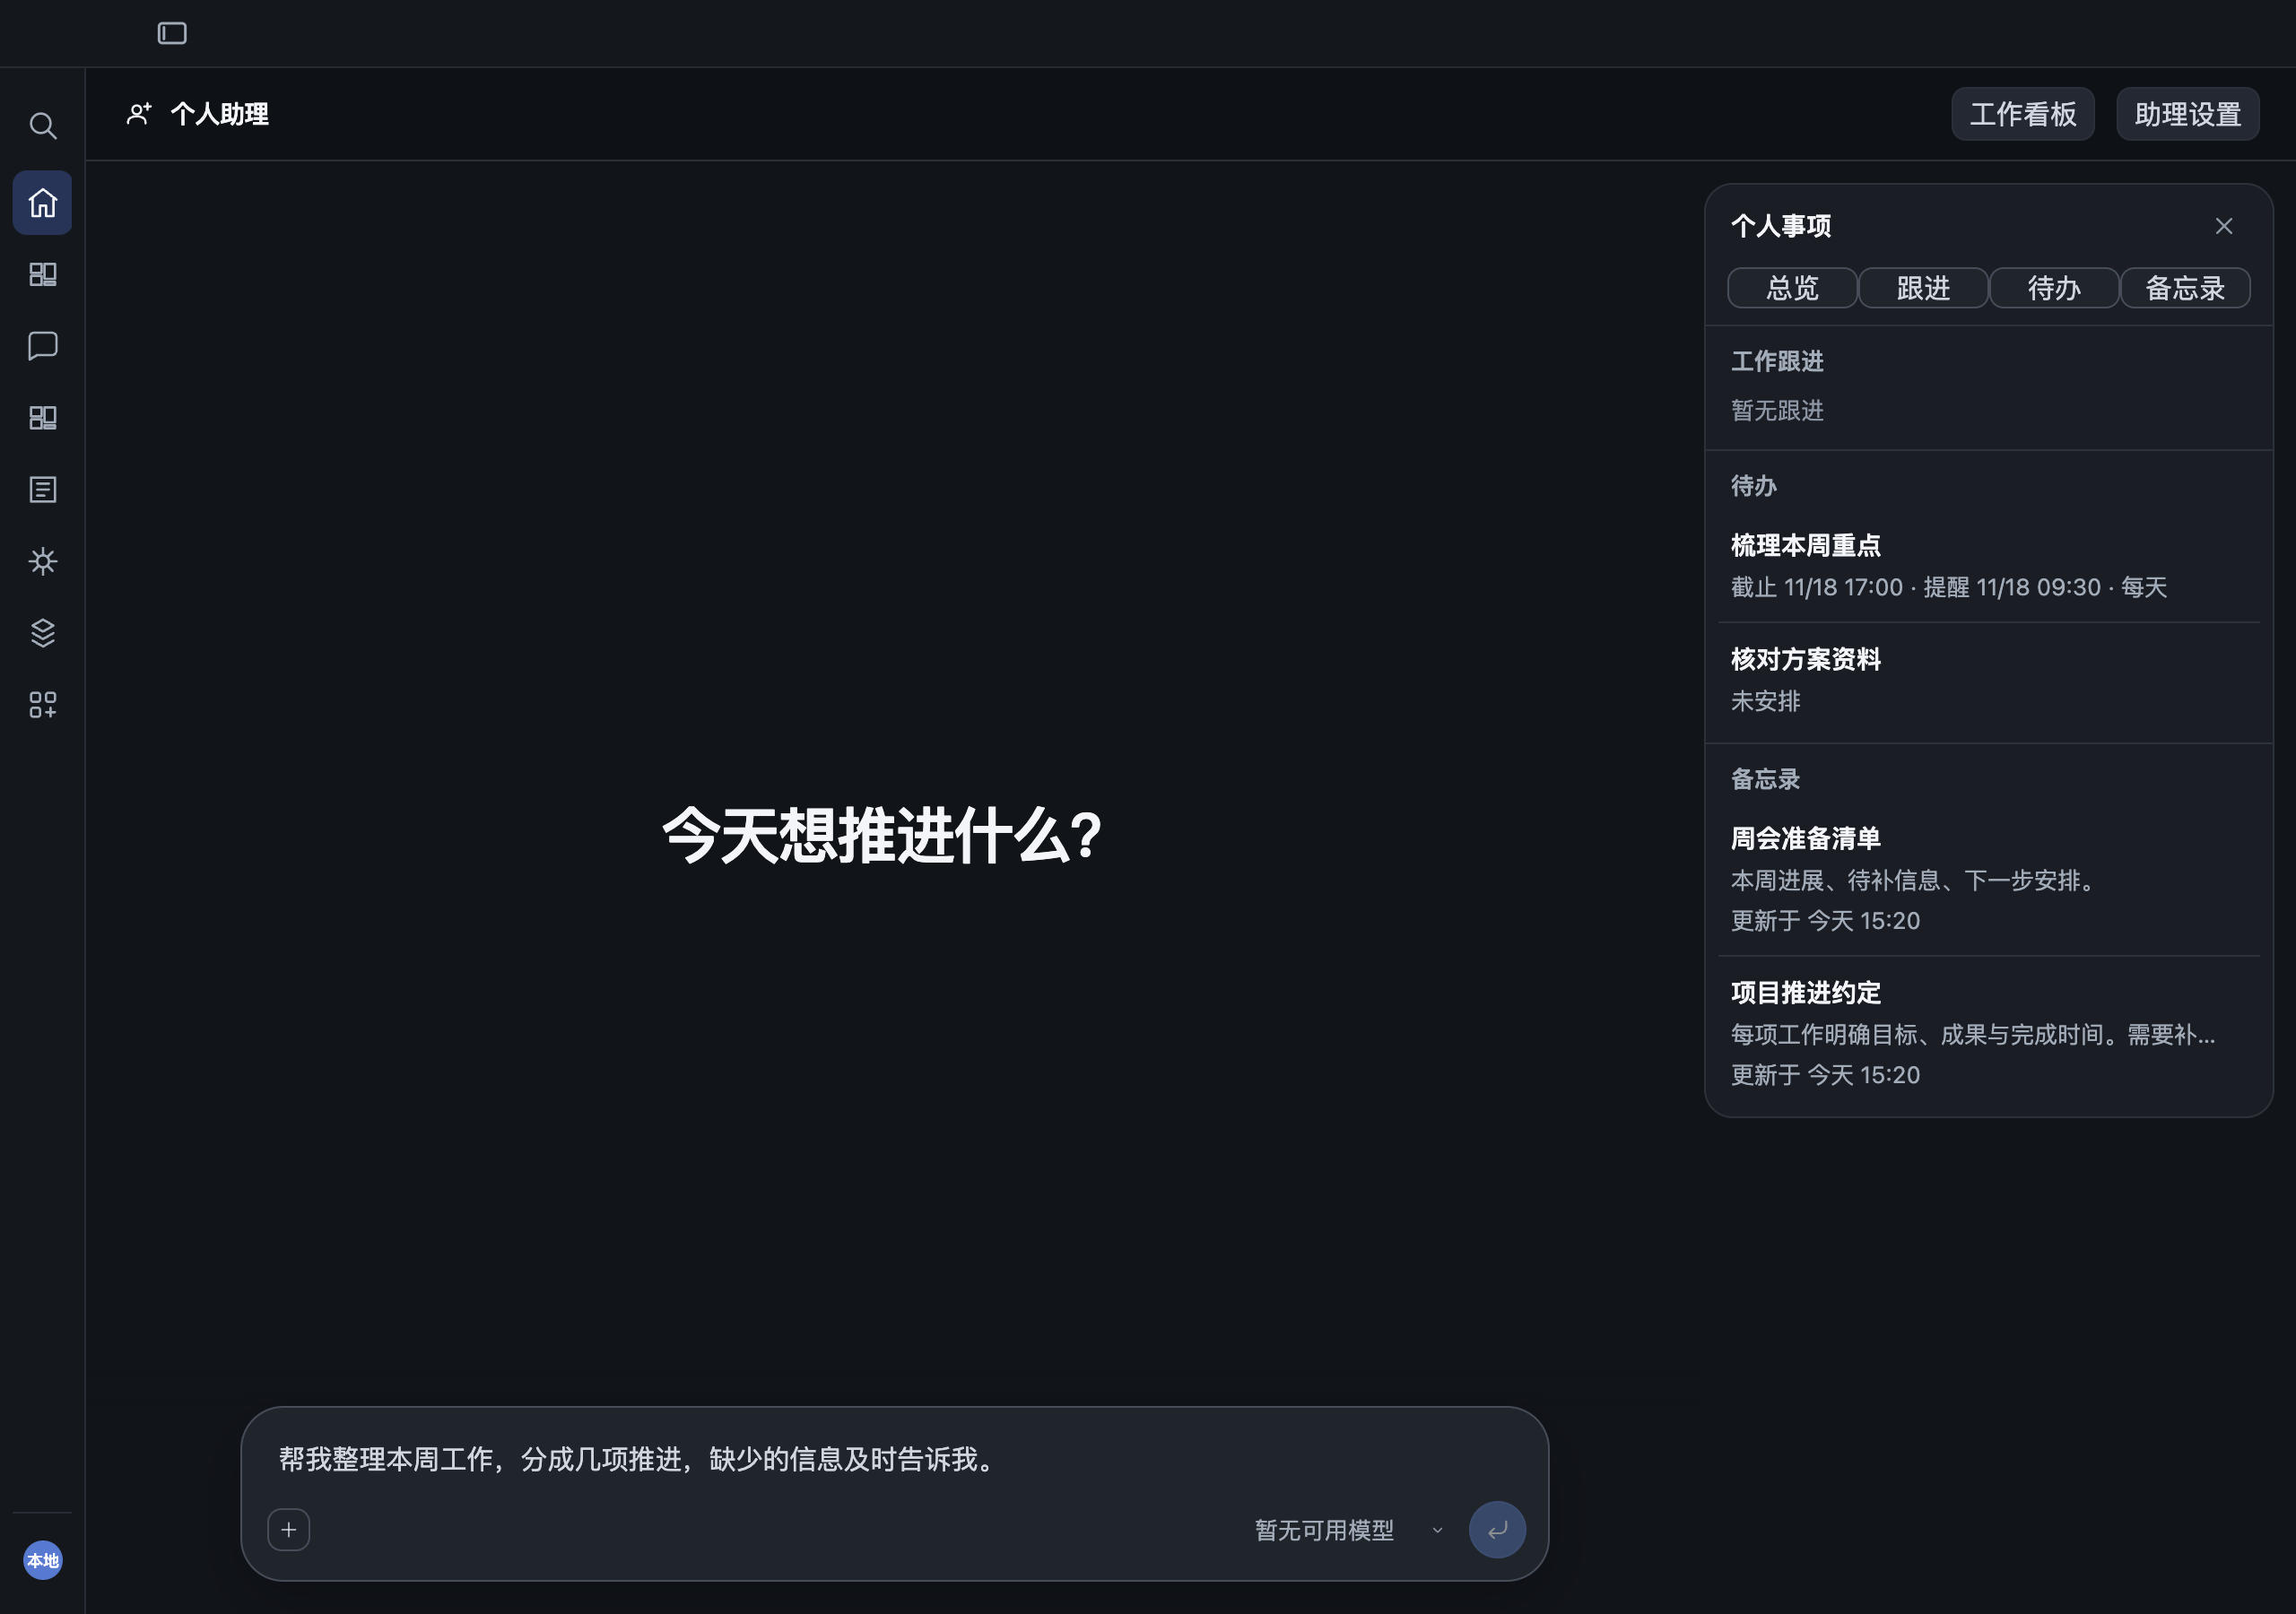 个人助理
工作看板
助理设置
个人事项
总览
跟进
待办
备忘录
工作跟进
暂无跟进
待办
梳理本周重点
截止 11/18 17:00 · 提醒 11/18 09:30 · 每天
核对方案资料
未安排
备忘录
周会准备清单
本周进展、待补信息、下一步安排。
更新于 今天 15:20
项目推进约定
每项工作明确目标、成果与完成时间。需要补...
更新于 今天 15:20
今天想推进什么?
帮我整理本周工作，分成几项推进，缺少的信息及时告诉我。
暂无可用模型
本地